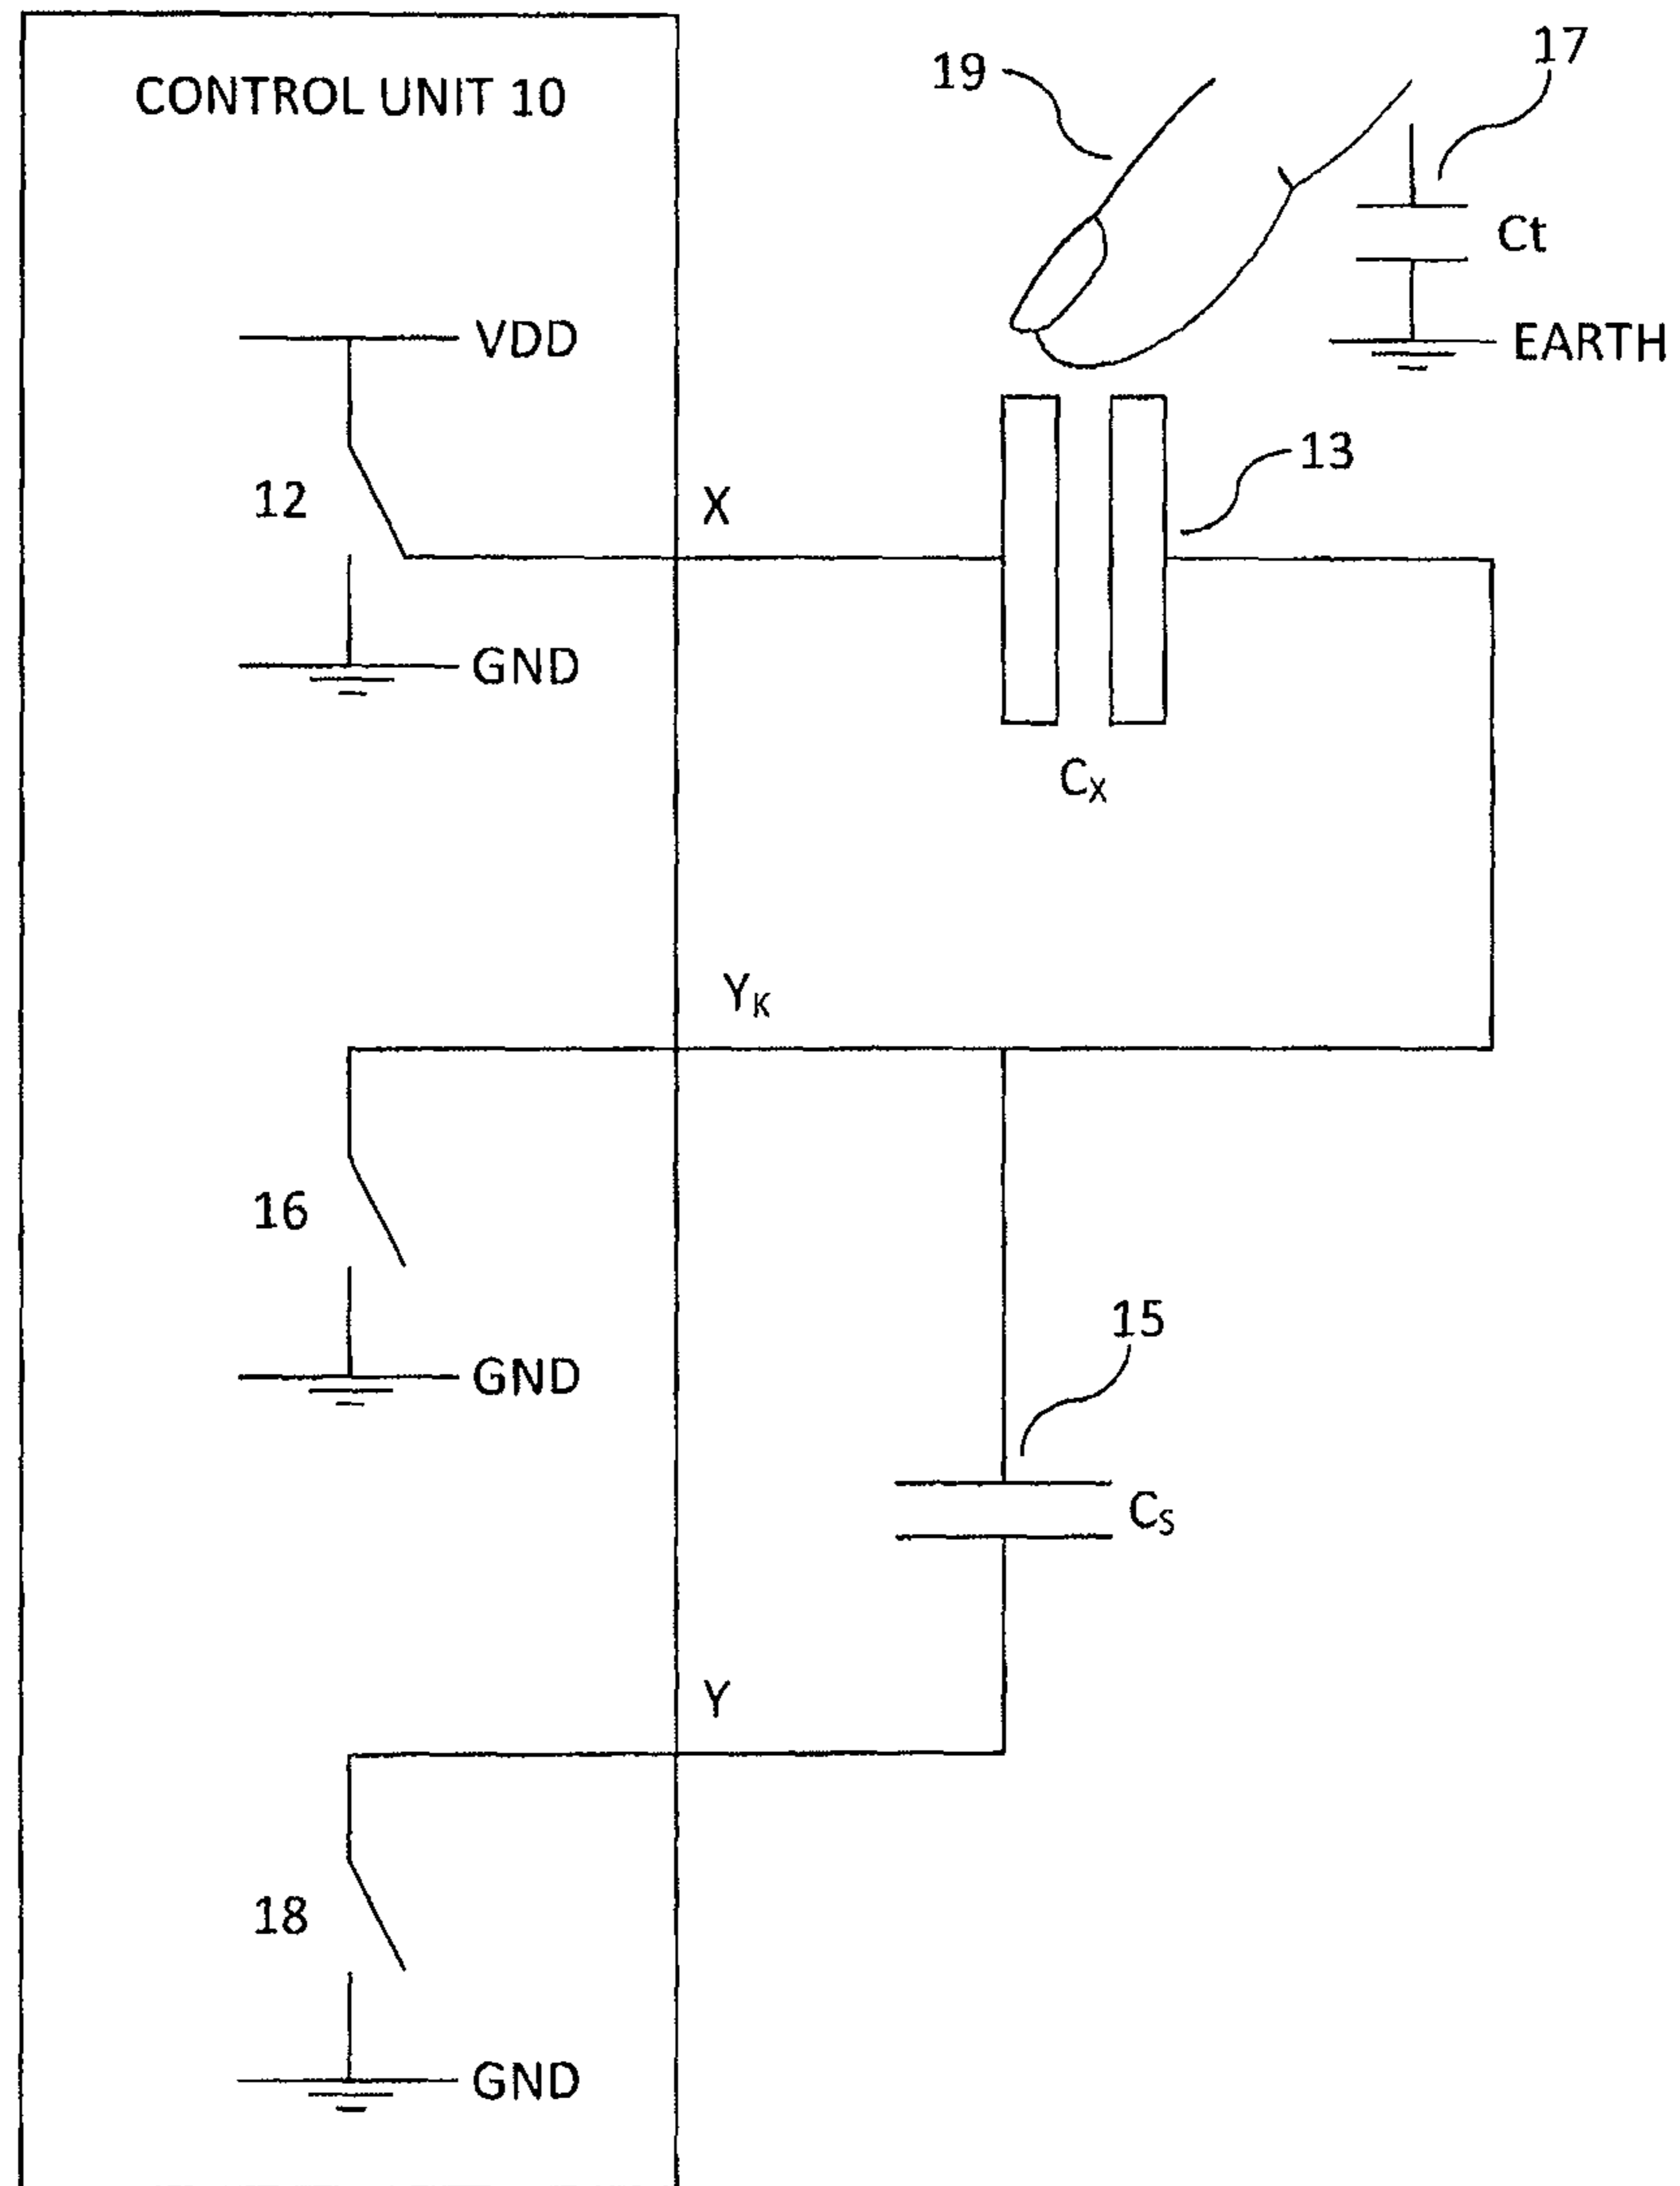 CONTROL UNIT 10
19
17
Ct
VDD
EARTH
13
12
X
GND
CX
YK
16
15
GND
CS
Y
18
GND